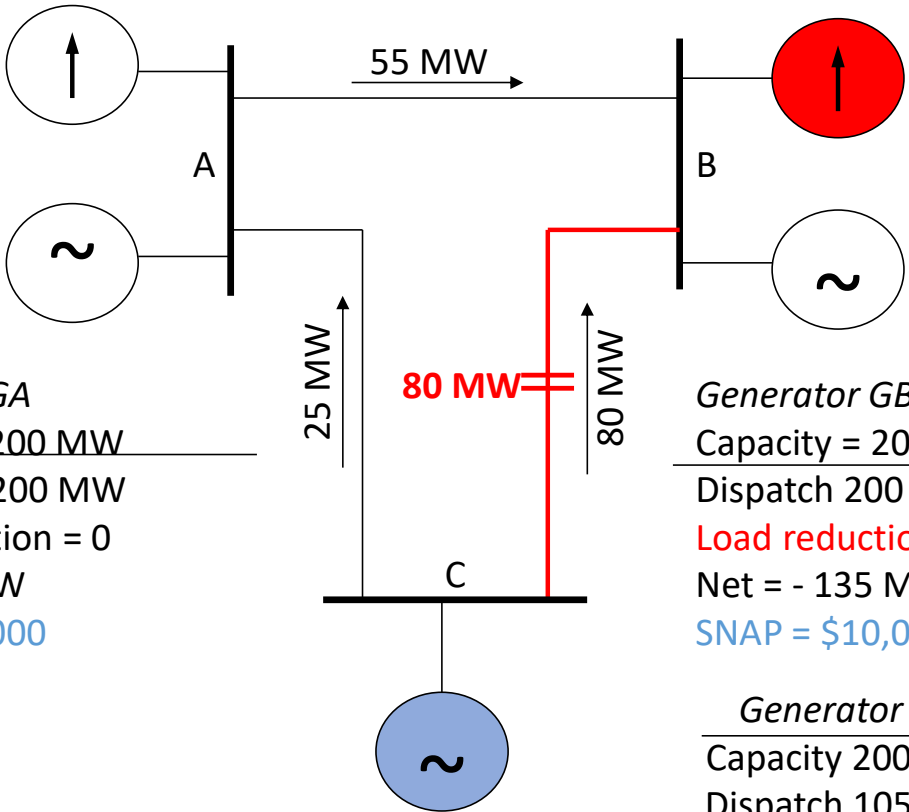 55 MW
A
B
25 MW
80 MW
80 MW
C
GA
200 MW
200 MW
tion = 0
W
000
Generator GB
Capacity = 20
Dispatch 200
Load reductio
Net = - 135 M
SNAP = $10,0
Generator
Capacity 200
Dispatch 105
~
~
~